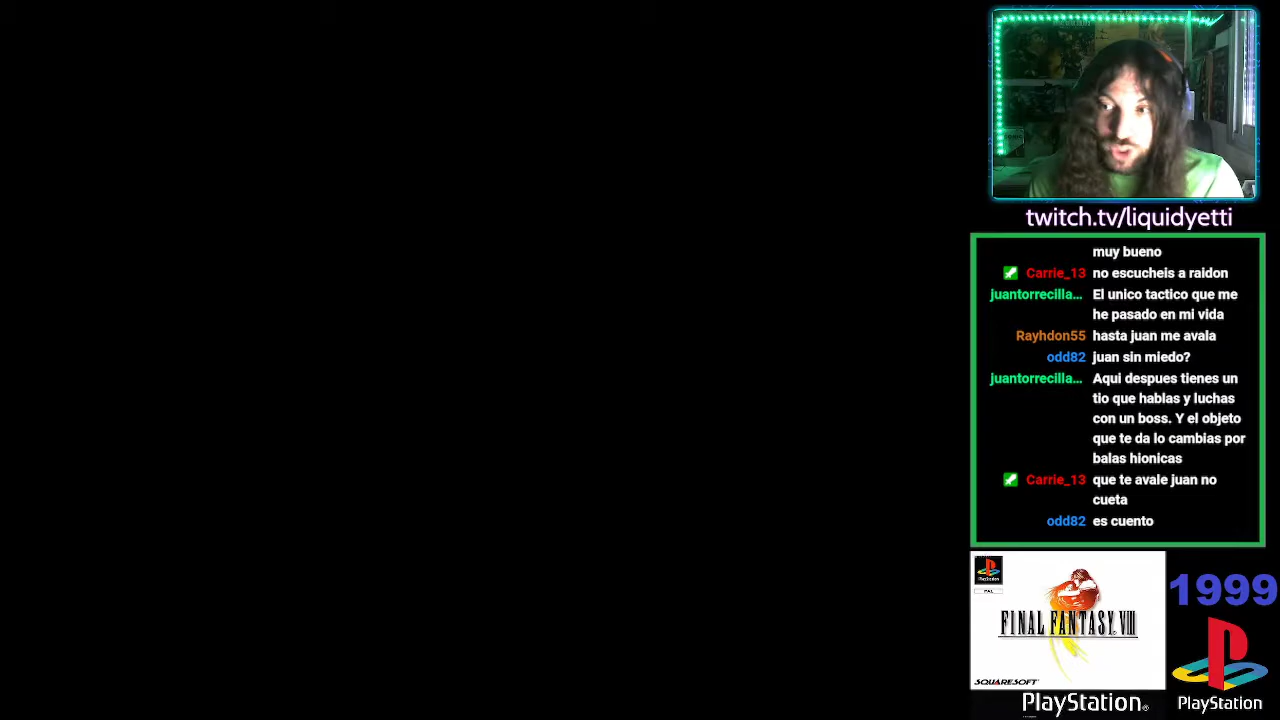 twitch.tv/liquidyetti
muy bueno
Carrie_13 no escucheis a raidon
juantorrecilla... El unico tactico que me
he pasado en mi vida
Rayhdon55 hasta juan me avala
odd82 juan sin miedo?
juantorrecilla... Aqui despues tienes un
tio que hablas y luchas
con un boss. Y el objeto
que te da lo cambias por
balas hionicas
Carrie_13 que te avale juan no
cueta
odd82 es cuento
PlayStation
PAL
FINAL FANTASY VIII
SQUARESOFT
PlayStation
1999
PlayStation